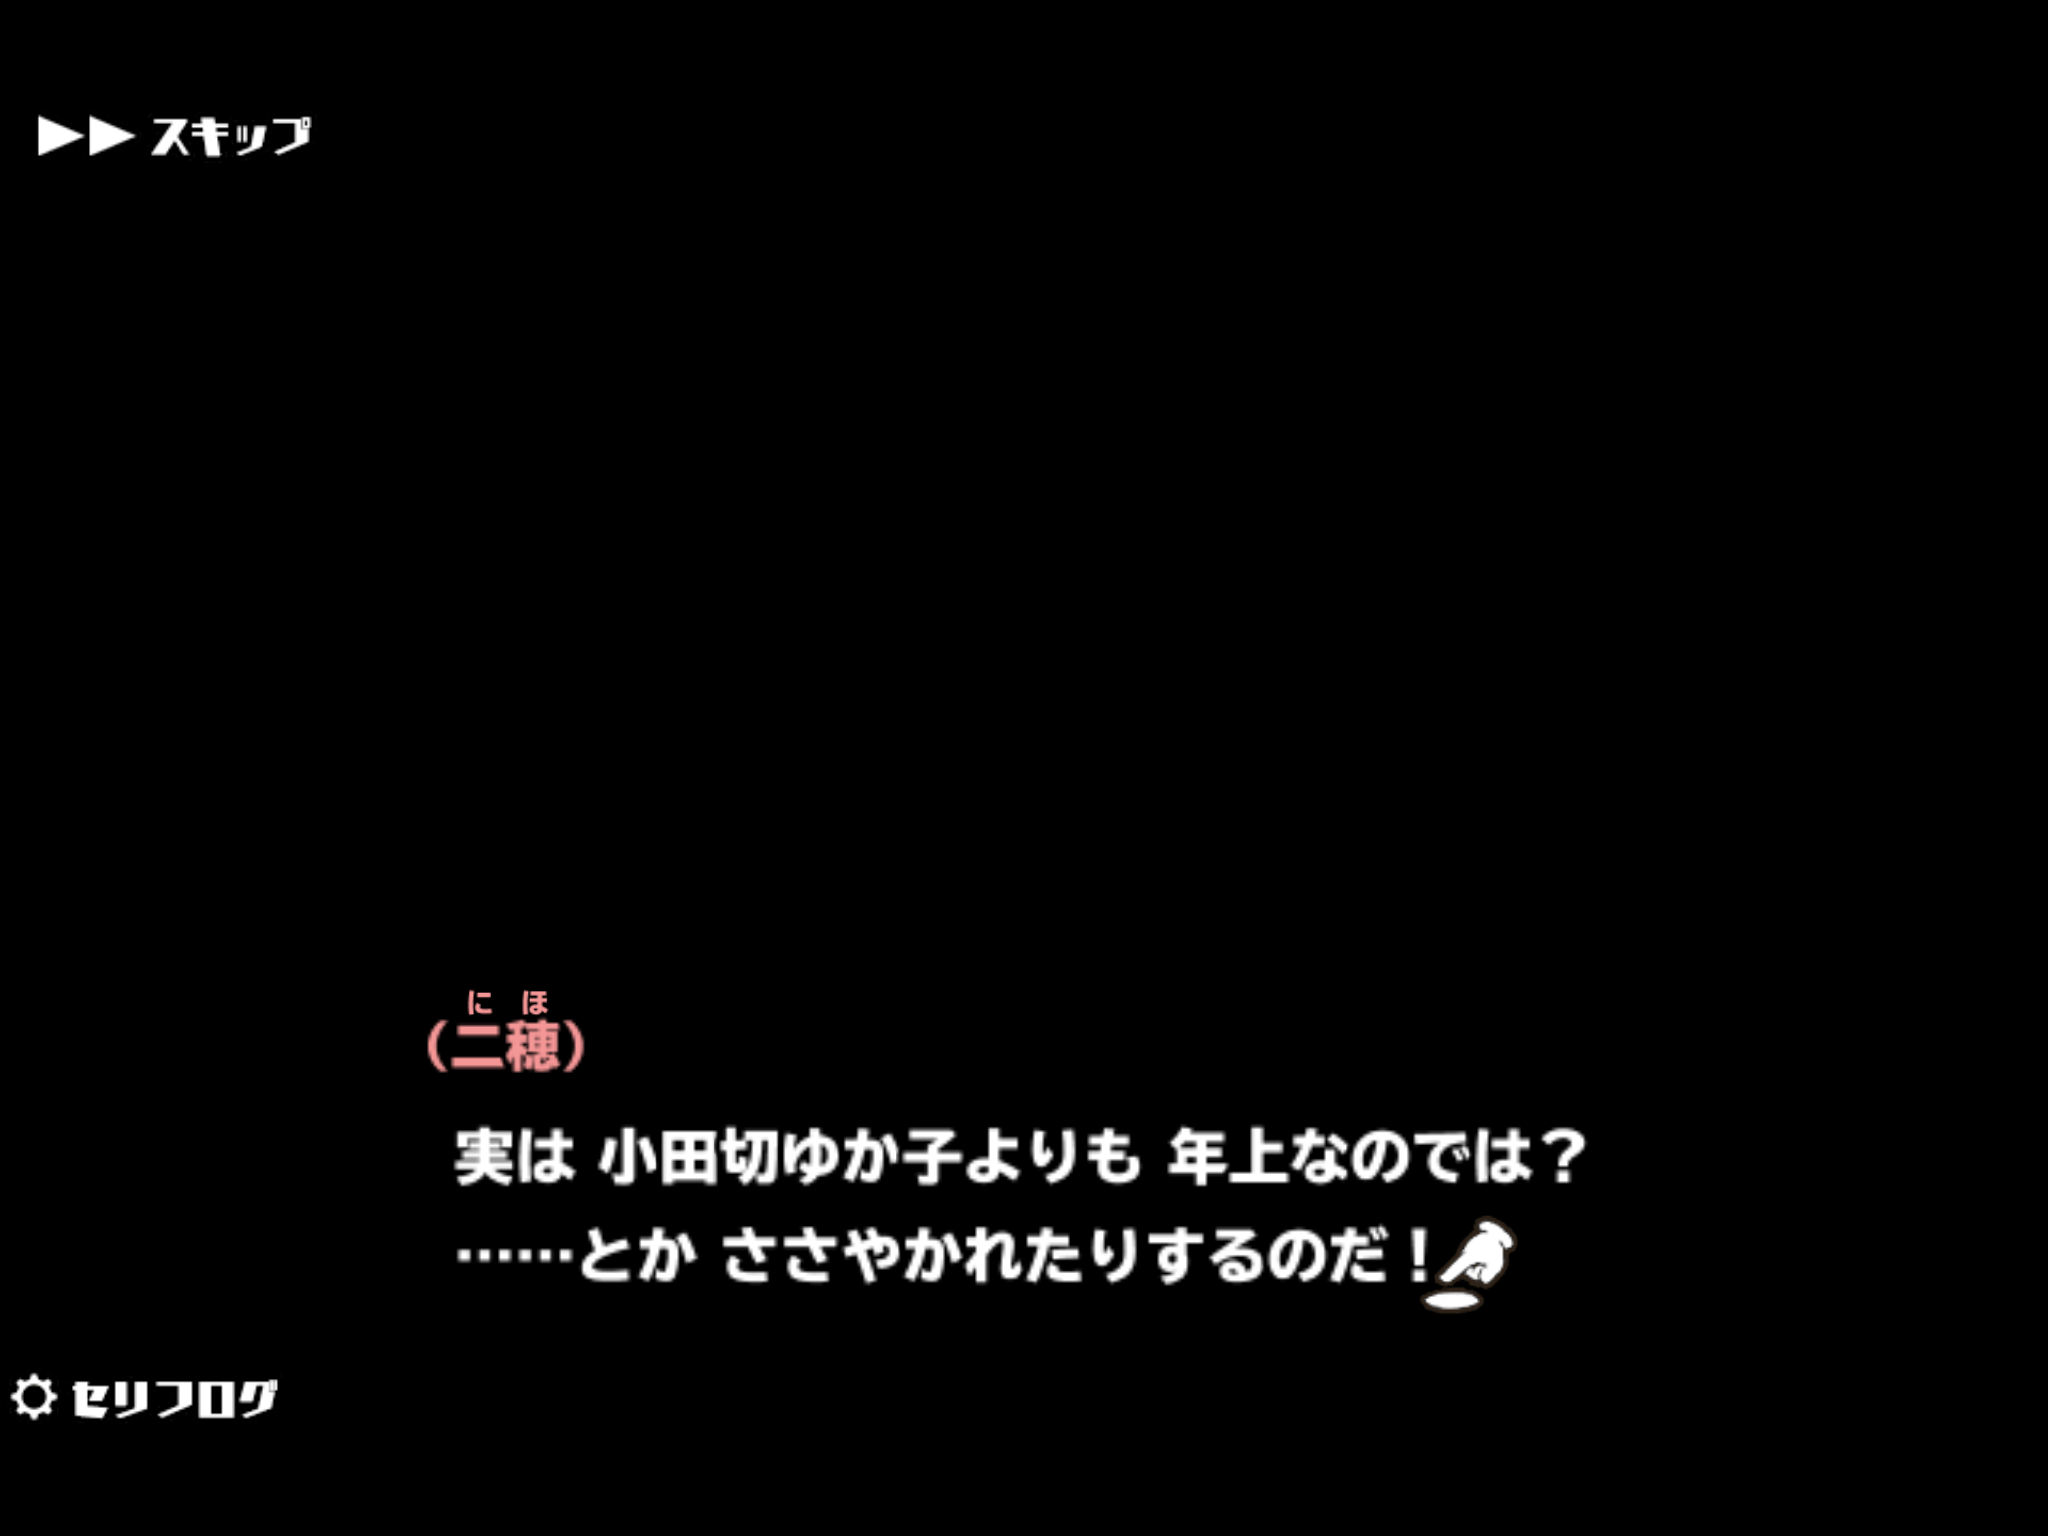 ▶▶スキップ
にほ
(二穂)
実は 小田切ゆか子よりも 年上なのでは？
……とか ささやかれたりするのだ！
セリフログ